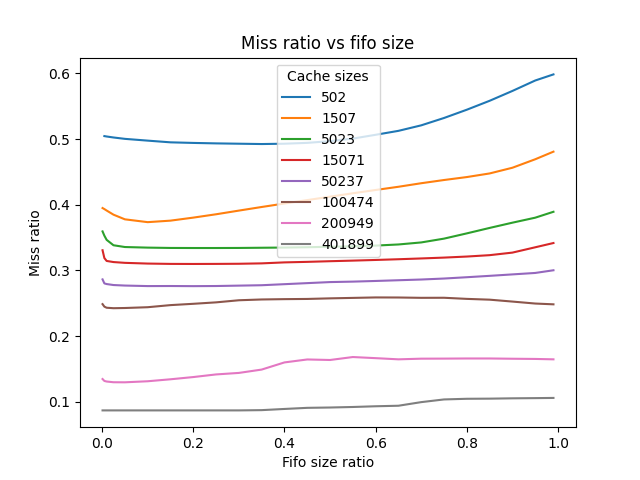 Miss ratio vs fifo size
Cache sizes
502
1507
5023
15071
50237
100474
200949
401899
Miss ratio
0.6
0.5
0.4
0.3
0.2
0.1
0.0 0.2 0.4 0.6 0.8 1.0
Fifo size ratio